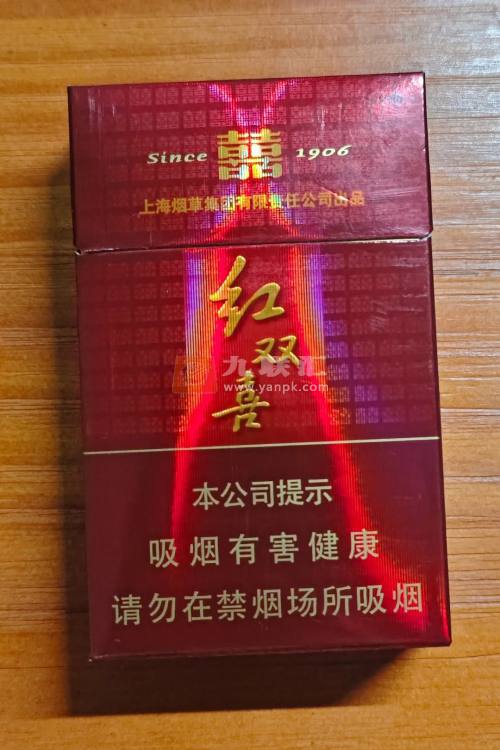 Since 囍 1906
上海烟草集团有限责任公司出品
红双喜
九联汇
www.yanpk.com
本公司提示
吸烟有害健康
请勿在禁烟场所吸烟